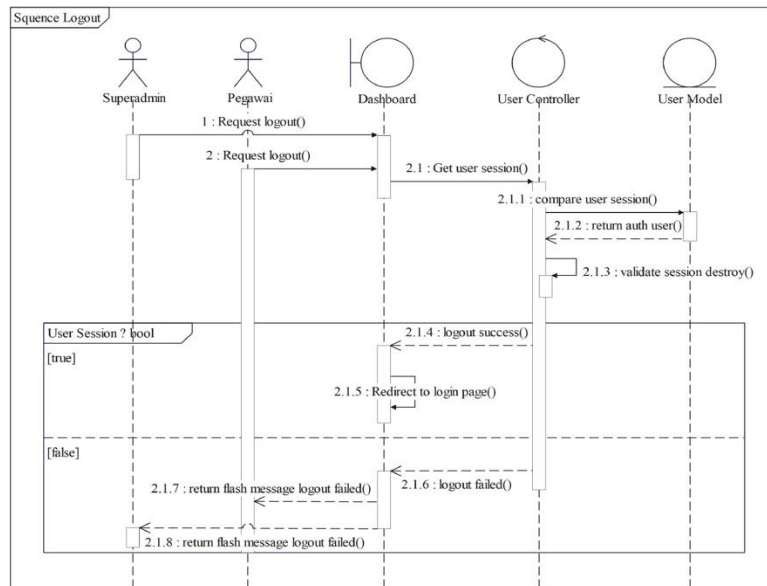 Squence Logout
Superadmin
Pegawai
Dashboard
User Controller
User Model
1 : Request logout()
2 : Request logout()
2.1 : Get user session()
2.1.1 : compare user session()
2.1.2 : return auth user()
2.1.3 : validate session destroy()
User Session ? bool
2.1.4 : logout success()
[true]
2.1.5 : Redirect to login page()
[false]
2.1.6 : logout failed()
2.1.7 : return flash message logout failed()
2.1.8 : return flash message logout failed()